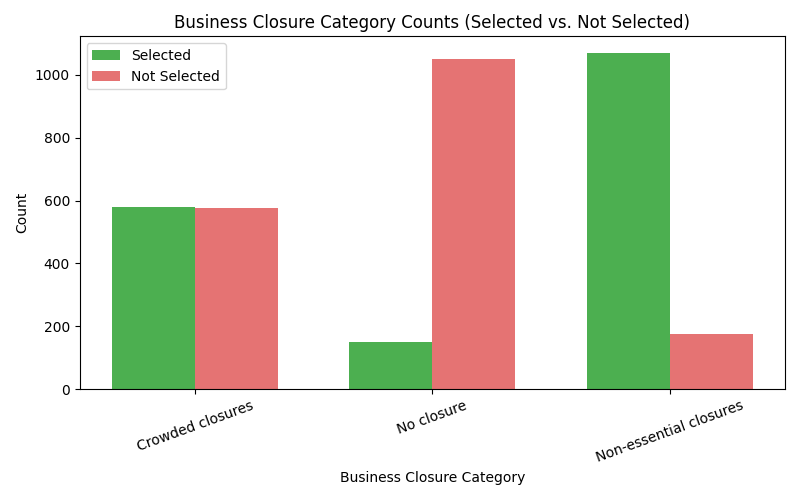 Business Closure Category Counts (Selected vs. Not Selected)
Selected
Not Selected
1000
800
600
400
200
0
Count
Crowded closures
No closure
Non-essential closures
Business Closure Category